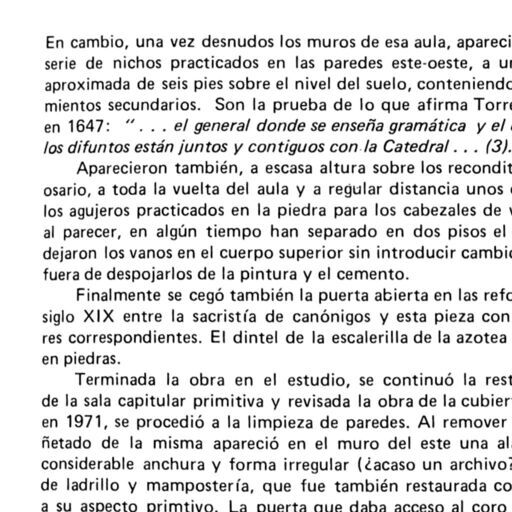 En cambio, una vez desnudos los muros de esa aula, apareci
serie de nichos practicados en las paredes este-oeste, a u
aproximada de seis pies sobre el nivel del suelo, conteniendo
mientos secundarios. Son la prueba de lo que afirma Torre
en 1647: “. . . el general donde se enseña gramática y el
los difuntos están juntos y contiguos con la Catedral . . . (3).
Aparecieron también, a escasa altura sobre los recondit
osario, a toda la vuelta del aula y a regular distancia unos
los agujeros practicados en la piedra para los cabezales de
al parecer, en algún tiempo han separado en dos pisos el
dejaron los vanos en el cuerpo superior sin introducir cambi
fuera de despojarlos de la pintura y el cemento.
Finalmente se cegó también la puerta abierta en las refo
siglo XIX entre la sacristía de canónigos y esta pieza con
res correspondientes. El dintel de la escalerilla de la azotea
en piedras.
Terminada la obra en el estudio, se continuó la rest
de la sala capitular primitiva y revisada la obra de la cubier
en 1971, se procedió a la limpieza de paredes. Al remover
ñetado de la misma apareció en el muro del este una al
considerable anchura y forma irregular (¿acaso un archivo?
de ladrillo y mampostería, que fue también restaurada co
a su aspecto primtivo. La puerta que daba acceso al coro